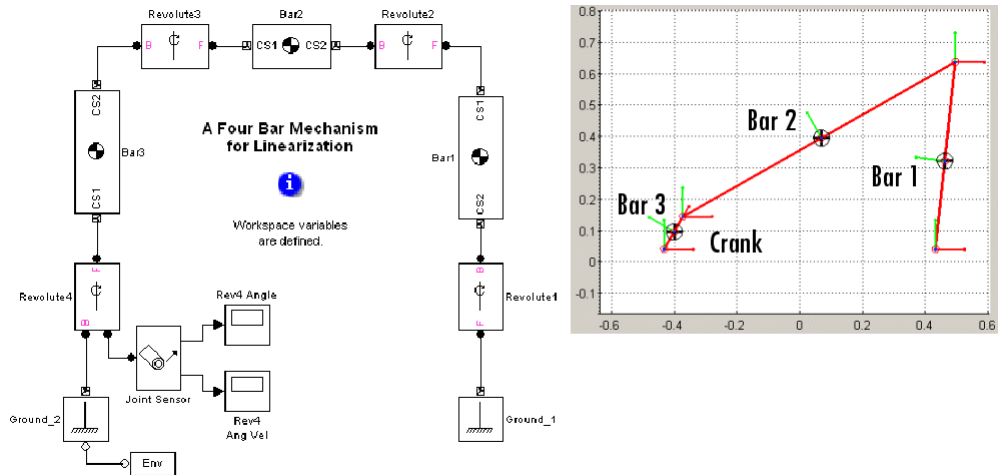 Revolute3
Bar2
Revolute2
B
F
CS1
CS2
B
F
CS2
CS1
Bar3
A Four Bar Mechanism
for Linearization
i
Workspace variables
are defined.
CS1
CS2
Bar1
F
B
Revolute4
Rev4 Angle
B
F
Revolute1
Joint Sensor
Rev4
Ang Vel
Ground_2
Env
Ground_1
0.8
0.7
0.6
0.5
0.4
0.3
0.2
0.1
0
-0.1
-0.6
-0.4
-0.2
0
0.2
0.4
0.6
Bar 2
Bar 1
Bar 3
Crank